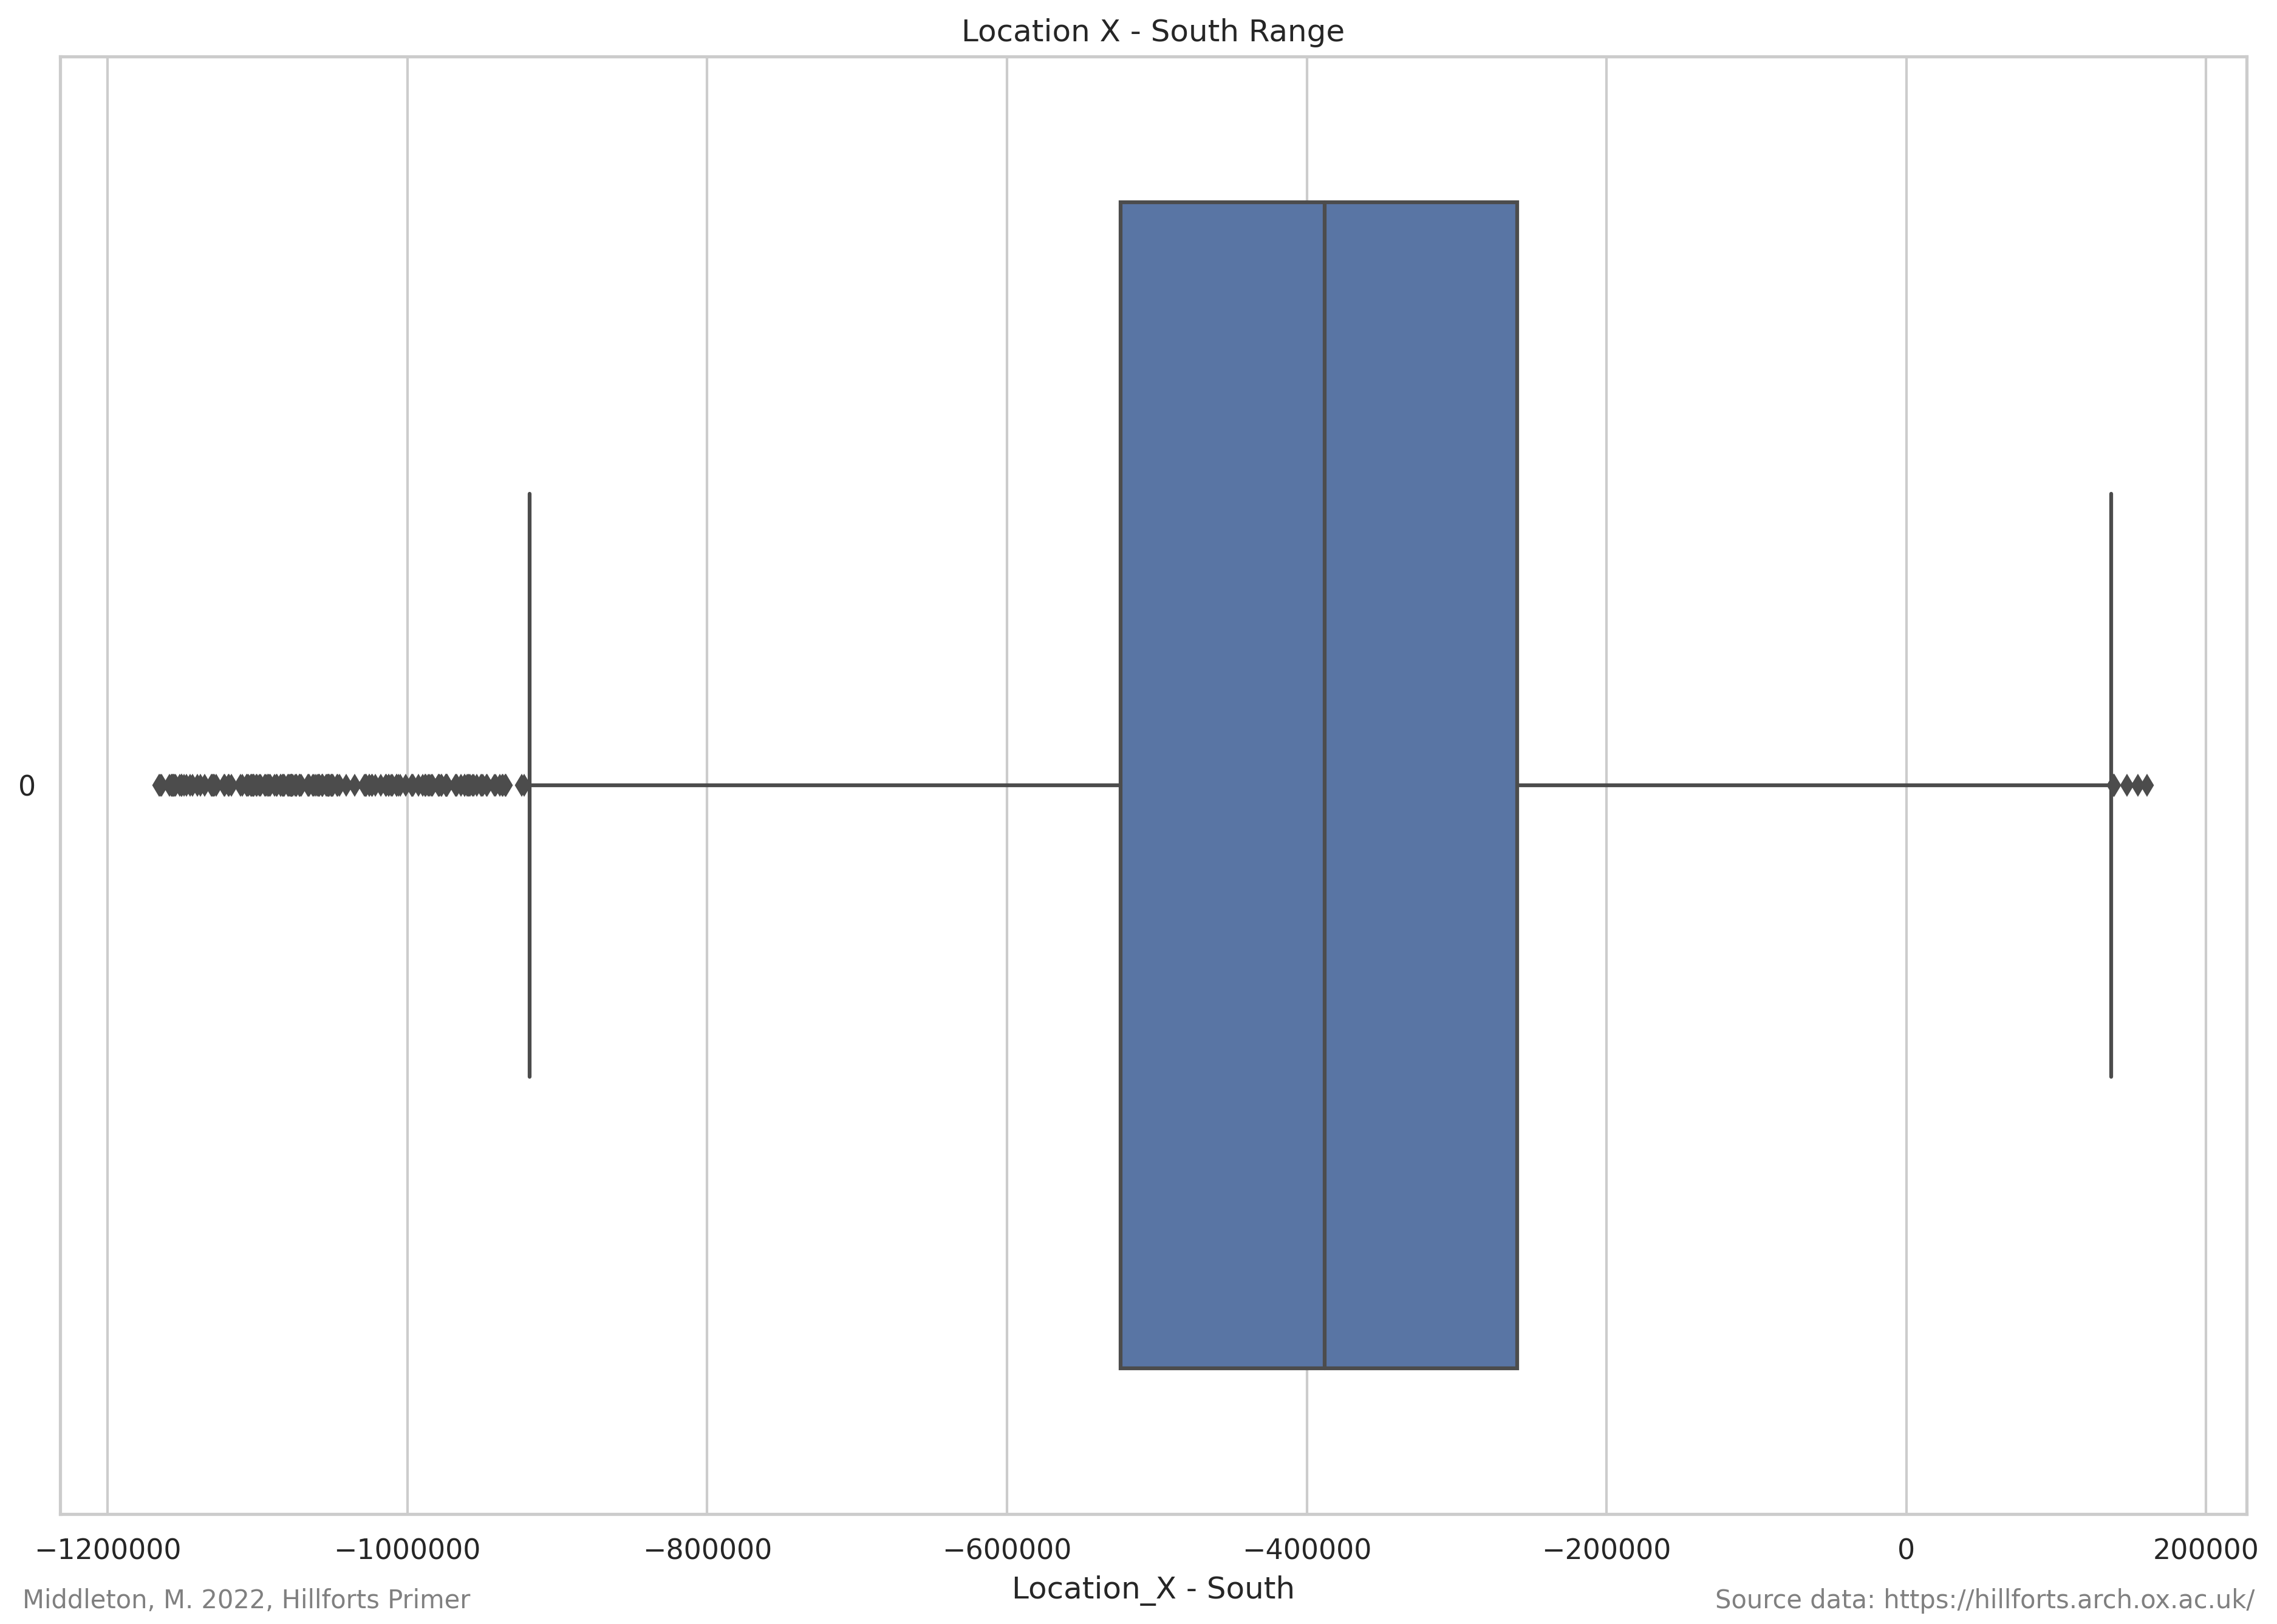 Location X - South Range
0
−1200000 −1000000 −800000 −600000 −400000 −200000 0 200000
Location_X - South
Middleton, M. 2022, Hillforts Primer
Source data: https://hillforts.arch.ox.ac.uk/